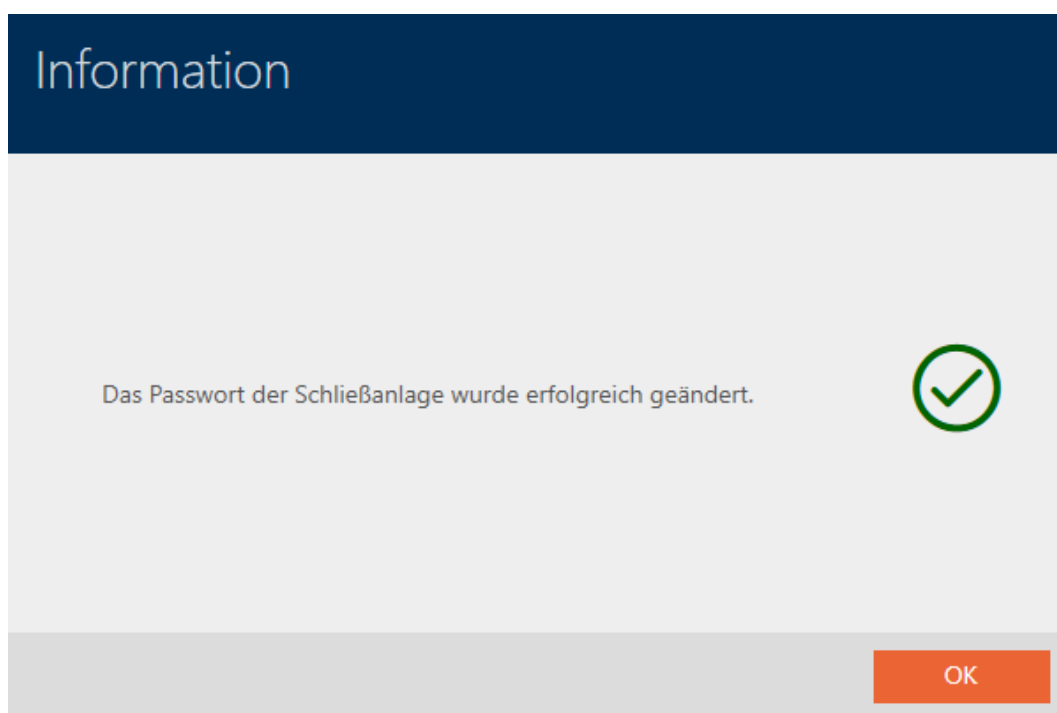 Information
Das Passwort der Schließanlage wurde erfolgreich geändert.
OK